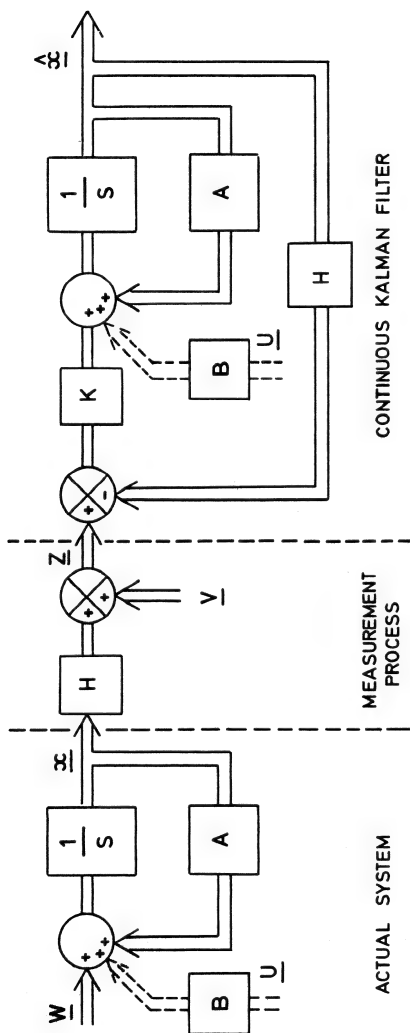 W
+ + +
1
S
x
A
B
U
ACTUAL SYSTEM
H
+ +
Z
V
MEASUREMENT
PROCESS
+ -
K
+ + +
1
S
x̂
A
B
U
H
CONTINUOUS KALMAN FILTER